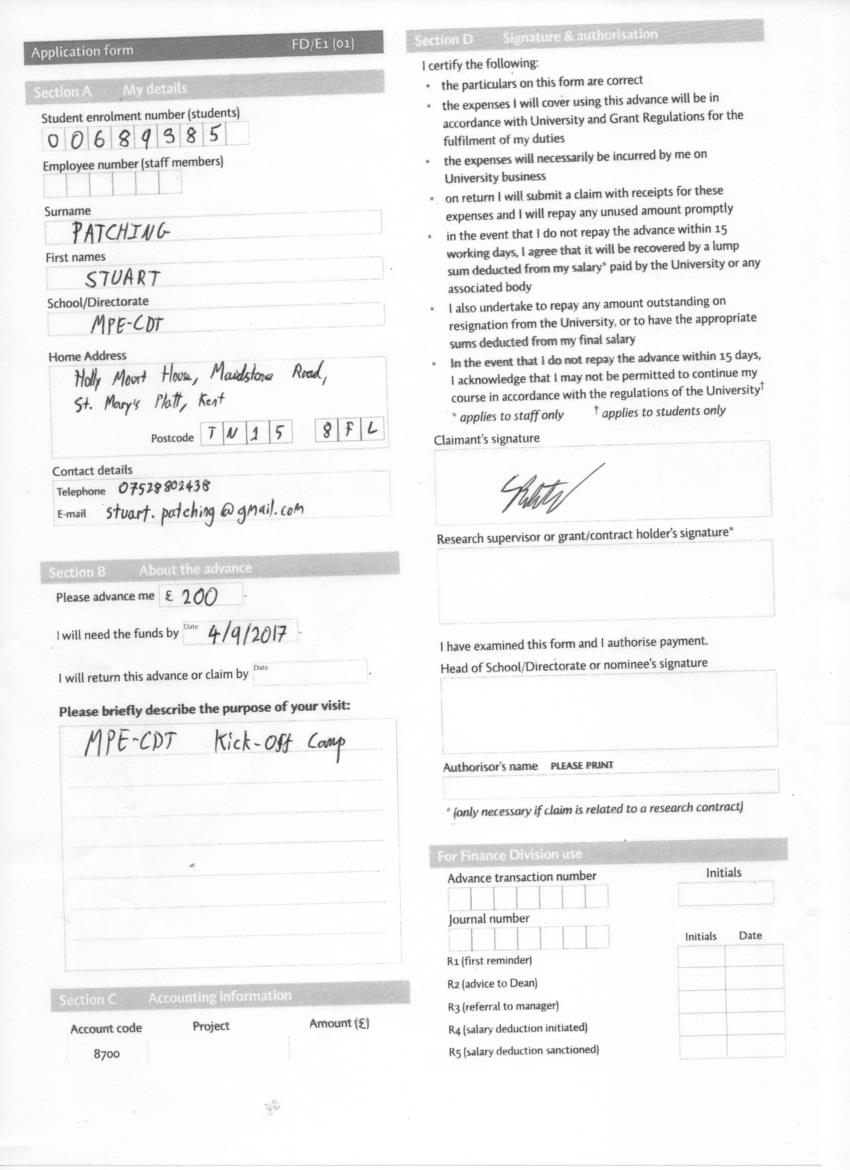 Application form FD/E1 (01)
Section A My details
Student enrolment number (students)
00689385
Employee number (staff members)
Surname
PATCHING
First names
STUART
School/Directorate
MPE-CDT
Home Address
Holly Mount House, Maidstone Road,
St. Mary's Platt, Kent
Postcode TN15 8FL
Contact details
Telephone 07528802438
E-mail stuart.patching@gmail.com
Section B About the advance
Please advance me £ 200
I will need the funds by Date 4/9/2017.
I will return this advance or claim by Date .
Please briefly describe the purpose of your visit:
MPE-CDT Kick-Off Camp
Section C Accounting Information
Account code Project Amount (£)
8700
Section D Signature & authorisation
I certify the following:
• the particulars on this form are correct
• the expenses I will cover using this advance will be in
accordance with University and Grant Regulations for the
fulfilment of my duties
• the expenses will necessarily be incurred by me on
University business
• on return I will submit a claim with receipts for these
expenses and I will repay any unused amount promptly
• in the event that I do not repay the advance within 15
working days, I agree that it will be recovered by a lump
sum deducted from my salary* paid by the University or any
associated body
• I also undertake to repay any amount outstanding on
resignation from the University, or to have the appropriate
sums deducted from my final salary
• In the event that I do not repay the advance within 15 days,
I acknowledge that I may not be permitted to continue my
course in accordance with the regulations of the University†
* applies to staff only † applies to students only
Claimant's signature
Research supervisor or grant/contract holder's signature*
I have examined this form and I authorise payment.
Head of School/Directorate or nominee's signature
Authorisor's name PLEASE PRINT
* (only necessary if claim is related to a research contract)
For Finance Division use
Advance transaction number Initials
Journal number
Initials Date
R1 (first reminder)
R2 (advice to Dean)
R3 (referral to manager)
R4 (salary deduction initiated)
R5 (salary deduction sanctioned)